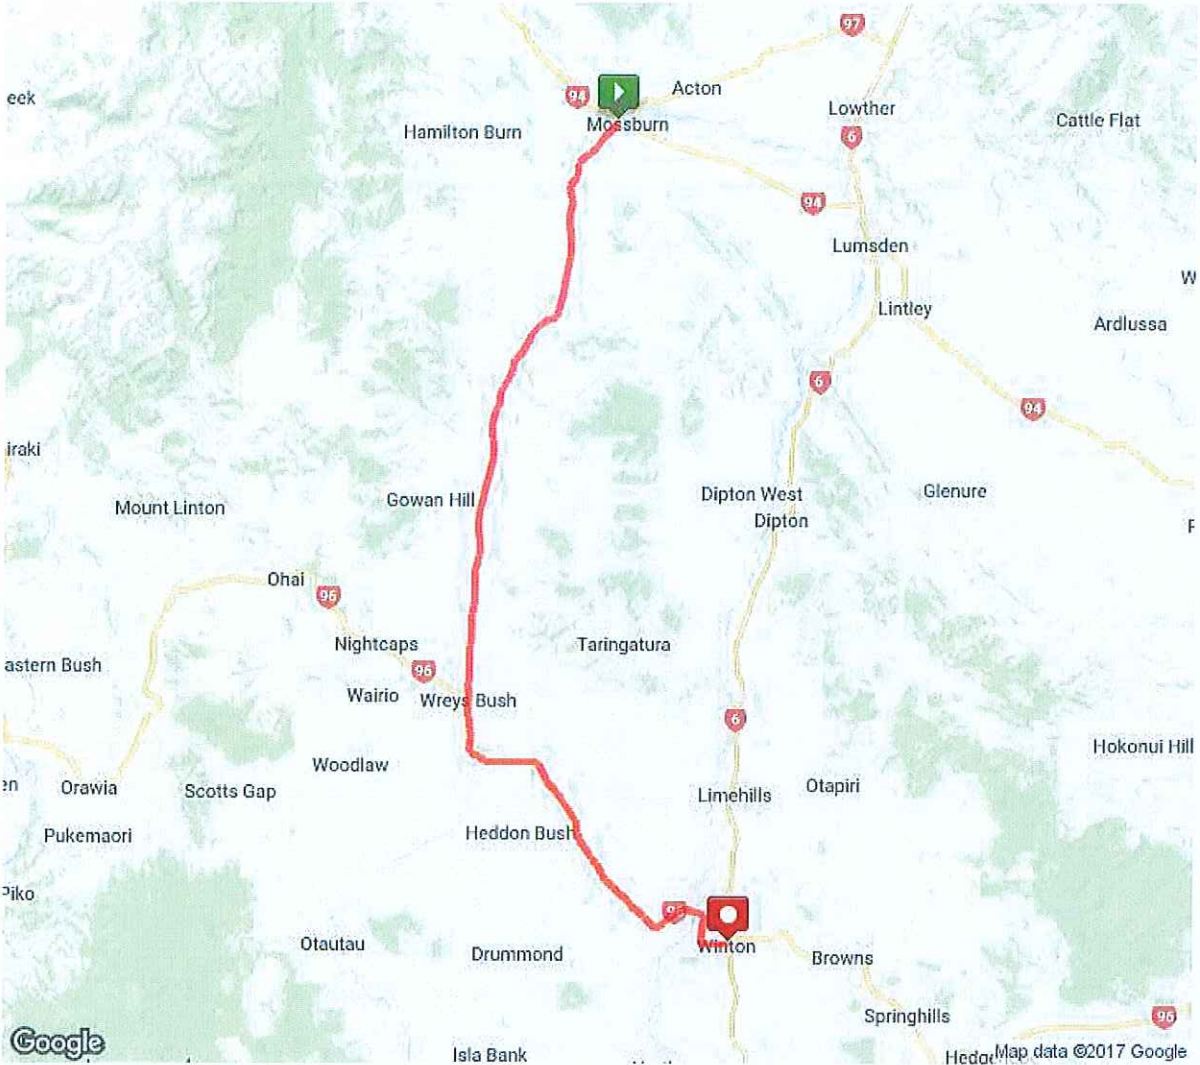 97
eek
94
Acton
Lowther
Cattle Flat
Mossburn
Hamilton Burn
6
94
Lumsden
W
Lintley
Ardlussa
6
94
iraki
Gowan Hill
Dipton West
Glenure
Mount Linton
Dipton
F
Ohai
96
Nightcaps
Taringatura
astern Bush
96
Wairio
Wreys Bush
6
Hokonui Hill
Woodlaw
en
Orawia
Scotts Gap
Limehills
Otapiri
Pukemaori
Heddon Bush
Piko
Otautau
Drummond
Winton
Browns
Springhills
96
Google
Isla Bank
Map data ©2017 Google